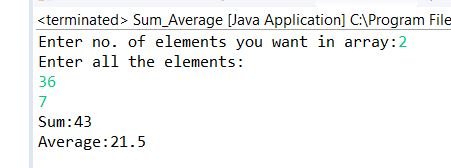 <terminated> Sum_Average [Java Application] C:\Program File
Enter no. of elements you want in array:2
Enter all the elements:
36
7
Sum:43
Average:21.5